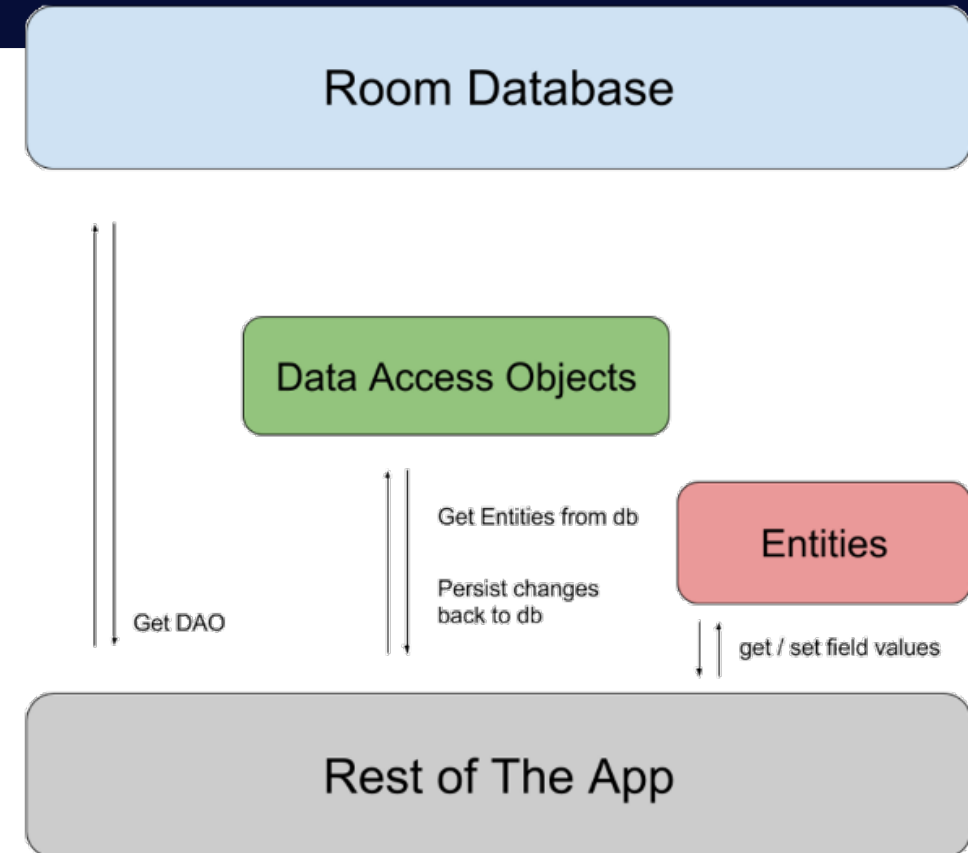 Room Database
Data Access Objects
Get Entities from db
Entities
Persist changes
back to db
Get DAO
get / set field values
Rest of The App